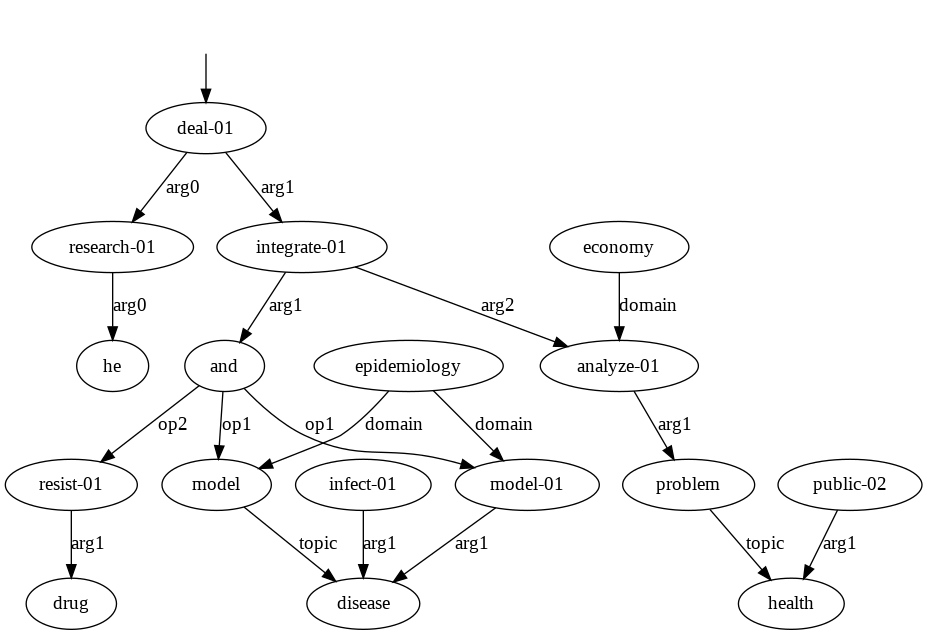 deal-01
arg0 arg1
research-01 integrate-01 economy
arg0 arg1 arg2 domain
he and epidemiology analyze-01
op2 op1 op1 domain domain arg1
resist-01 model infect-01 model-01 problem public-02
arg1 topic arg1 arg1 topic arg1
drug disease health